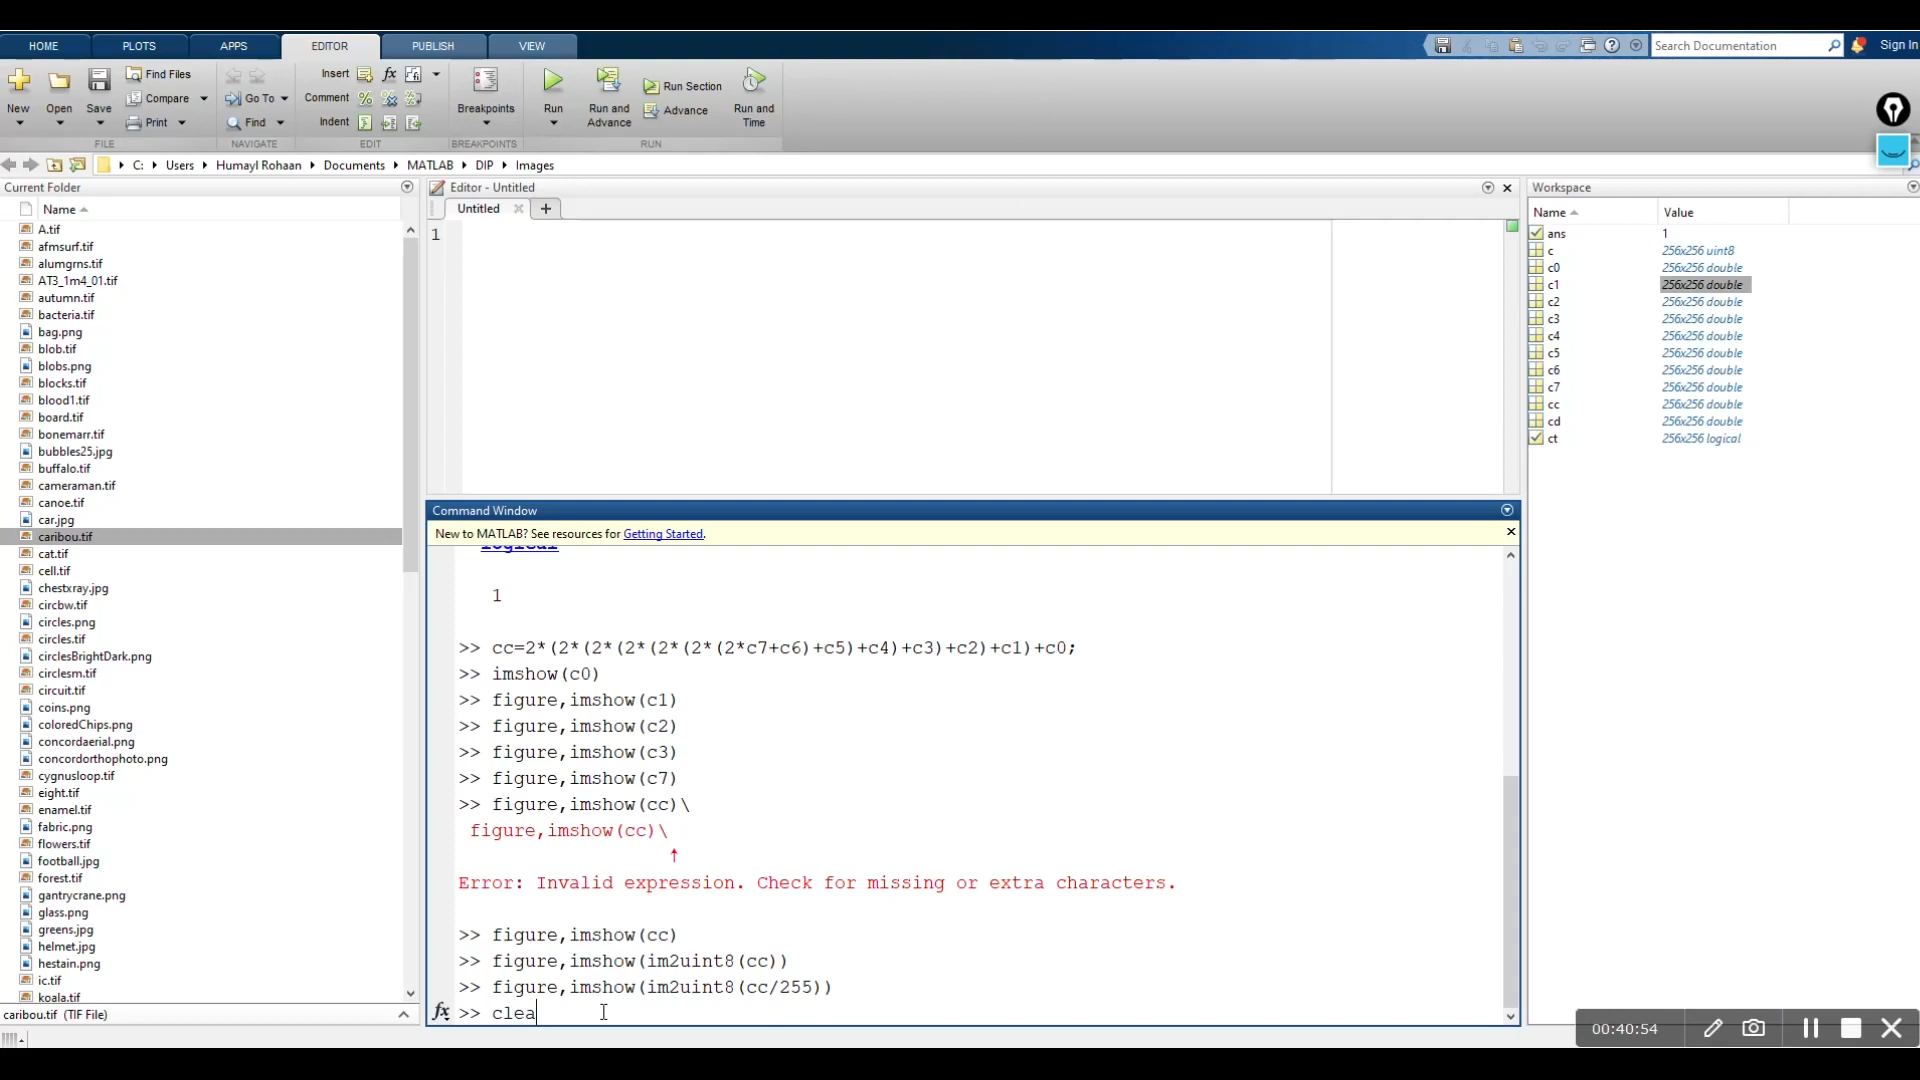 HOME PLOTS APPS EDITOR PUBLISH VIEW Search Documentation Sign In
New Open Save Find Files Compare Print Go To Find Insert fx Comment Indent Breakpoints Run Run and Advance Run Section Advance Run and Time
FILE NAVIGATE EDIT BREAKPOINTS RUN
C: Users Humayl Rohaan Documents MATLAB DIP Images
Current Folder
Name
A.tif
afmsurf.tif
alumgrns.tif
AT3_1m4_01.tif
autumn.tif
bacteria.tif
bag.png
blob.tif
blobs.png
blocks.tif
blood1.tif
board.tif
bonemarr.tif
bubbles25.jpg
buffalo.tif
cameraman.tif
canoe.tif
car.jpg
caribou.tif
cat.tif
cell.tif
chestxray.jpg
circbw.tif
circles.png
circles.tif
circlesBrightDark.png
circlesm.tif
circuit.tif
coins.png
coloredChips.png
concordaerial.png
concordorthophoto.png
cygnusloop.tif
eight.tif
enamel.tif
fabric.png
flowers.tif
football.jpg
forest.tif
gantrycrane.png
glass.png
greens.jpg
helmet.jpg
hestain.png
ic.tif
koala.tif
caribou.tif (TIF File)
Editor - Untitled
Untitled
1
Command Window
New to MATLAB? See resources for Getting Started.
logical
1
>> cc=2*(2*(2*(2*(2*(2*(2*c7+c6)+c5)+c4)+c3)+c2)+c1)+c0;
>> imshow(c0)
>> figure,imshow(c1)
>> figure,imshow(c2)
>> figure,imshow(c3)
>> figure,imshow(c7)
>> figure,imshow(cc)\
figure,imshow(cc)\
↑
Error: Invalid expression. Check for missing or extra characters.
>> figure,imshow(cc)
>> figure,imshow(im2uint8(cc))
>> figure,imshow(im2uint8(cc/255))
fx >> clea
Workspace
Name Value
ans 1
c 256x256 uint8
c0 256x256 double
c1 256x256 double
c2 256x256 double
c3 256x256 double
c4 256x256 double
c5 256x256 double
c6 256x256 double
c7 256x256 double
cc 256x256 double
cd 256x256 double
ct 256x256 logical
00:40:54